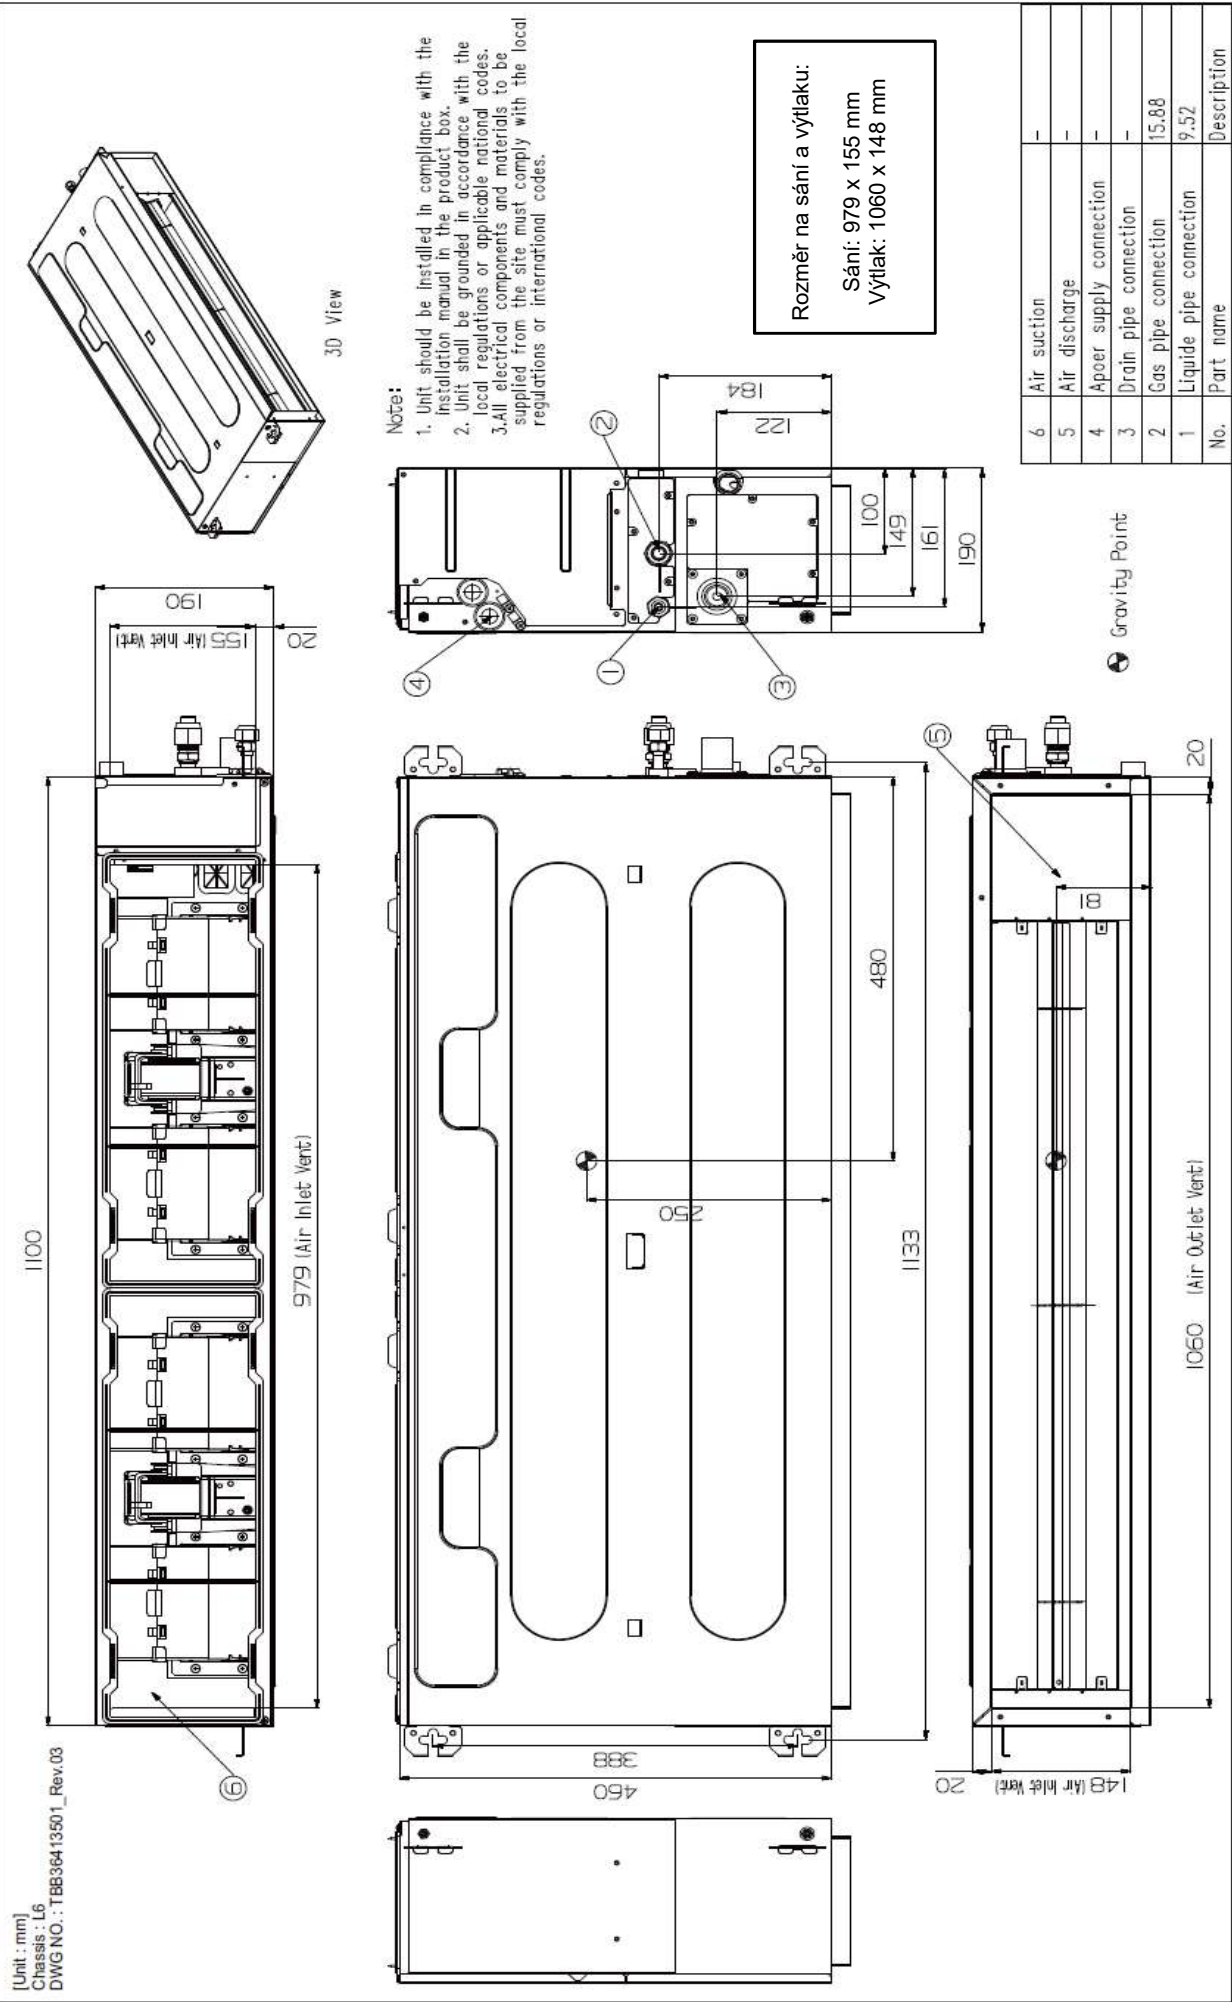 [Unit : mm]
Chassis : L6
DWG NO. : TBB36413501_Rev.03
1100
979 (Air Inlet Vent)
190
155 (Air Inlet Vent)
20
6
3D View
388
460
250
480
1133
4
1
3
2
184
122
100
149
161
190
Note:
1. Unit should be installed in compliance with the
installation manual in the product box.
2. Unit shall be grounded in accordance with the
local regulations or applicable national codes.
3.All electrical components and materials to be
supplied from the site must comply with the local
regulations or international codes.
Rozměr na sání a výtlaku:
Sání: 979 x 155 mm
Výtlak: 1060 x 148 mm
20
148 (Air Inlet Vent)
1060 (Air Outlet Vent)
81
20
5
Gravity Point
6 Air suction -
5 Air discharge -
4 Apoer supply connection -
3 Drain pipe connection -
2 Gas pipe connection 15.88
1 Liquide pipe connection 9.52
No. Part name Description